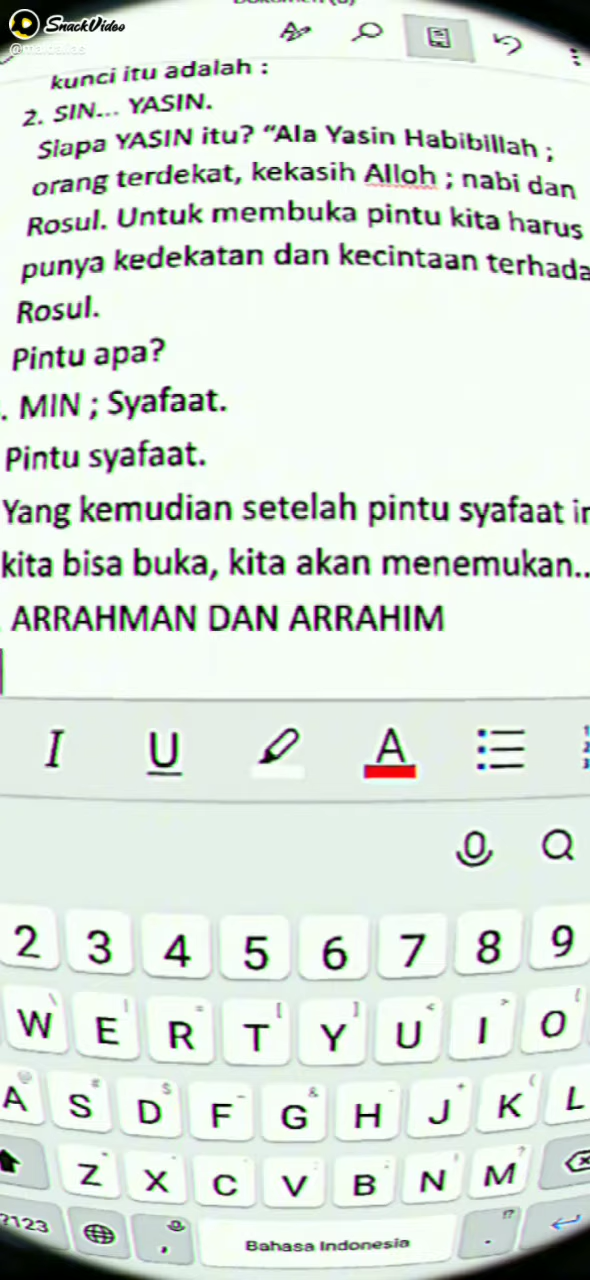 SnackVideo
kunci itu adalah :
2. SIN... YASIN.
Siapa YASIN itu? “Ala Yasin Habibillah ;
orang terdekat, kekasih Alloh ; nabi dan
Rosul. Untuk membuka pintu kita harus
punya kedekatan dan kecintaan terhada
Rosul.
Pintu apa?
. MIN ; Syafaat.
Pintu syafaat.
Yang kemudian setelah pintu syafaat in
kita bisa buka, kita akan menemukan..
ARRAHMAN DAN ARRAHIM
I U A
2 3 4 5 6 7 8 9
W E R T Y U I O
A S D F G H J K L
Z X C V B N M
?123 , Bahasa Indonesia .